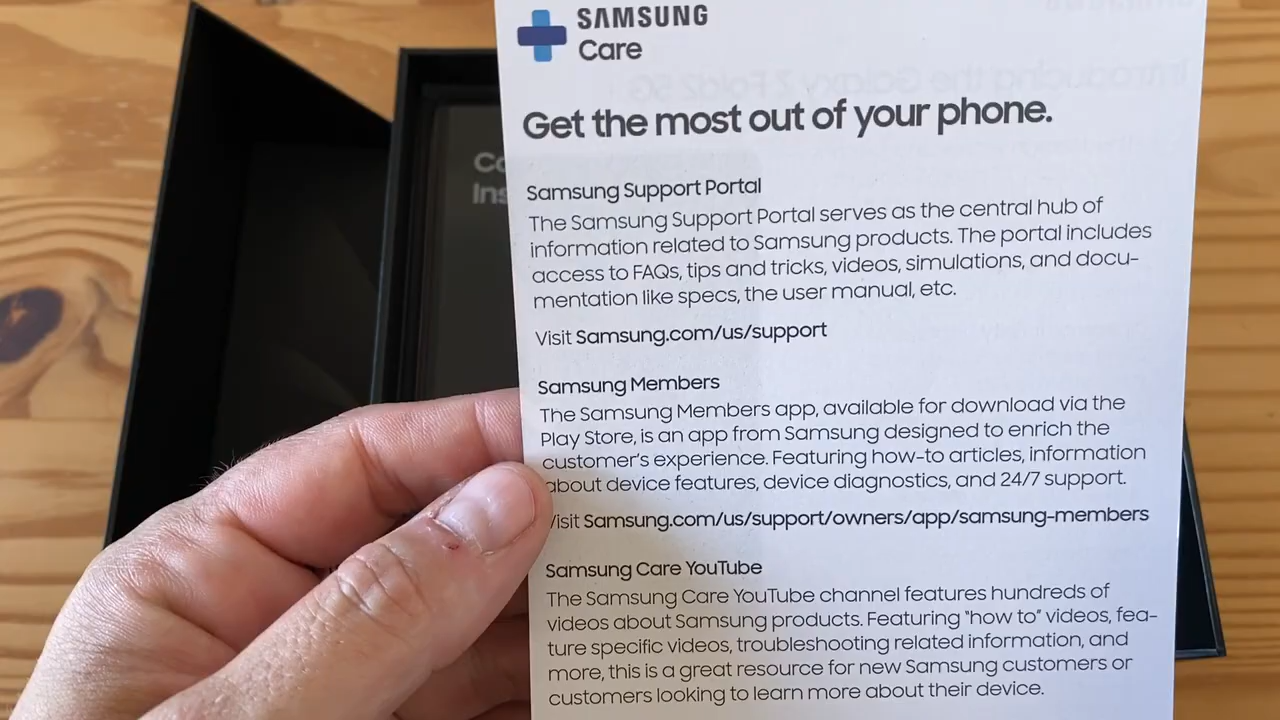 SAMSUNG
Care
Get the most out of your phone.
Samsung Support Portal
The Samsung Support Portal serves as the central hub of
information related to Samsung products. The portal includes
access to FAQs, tips and tricks, videos, simulations, and docu-
mentation like specs, the user manual, etc.
Visit Samsung.com/us/support
Samsung Members
The Samsung Members app, available for download via the
Play Store, is an app from Samsung designed to enrich the
customer's experience. Featuring how-to articles, information
about device features, device diagnostics, and 24/7 support.
Visit Samsung.com/us/support/owners/app/samsung-members
Samsung Care YouTube
The Samsung Care YouTube channel features hundreds of
videos about Samsung products. Featuring "how to" videos, fea-
ture specific videos, troubleshooting related information, and
more, this is a great resource for new Samsung customers or
customers looking to learn more about their device.
Co
Ins